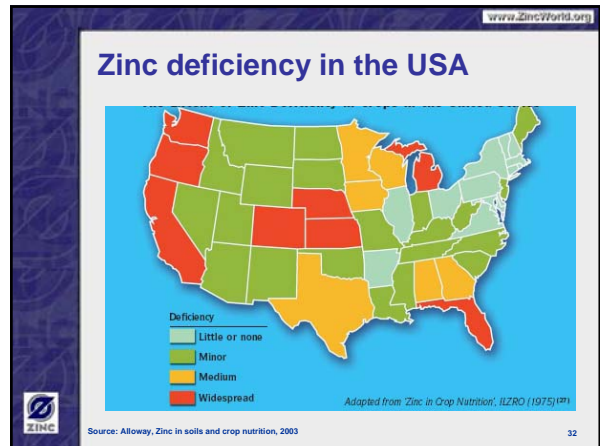 www.ZincWorld.org
Zinc deficiency in the USA
Deficiency
Little or none
Minor
Medium
Widespread
Adapted from 'Zinc in Crop Nutrition', ILZRO (1975) (27)
ZINC
Source: Alloway, Zinc in soils and crop nutrition, 2003
32